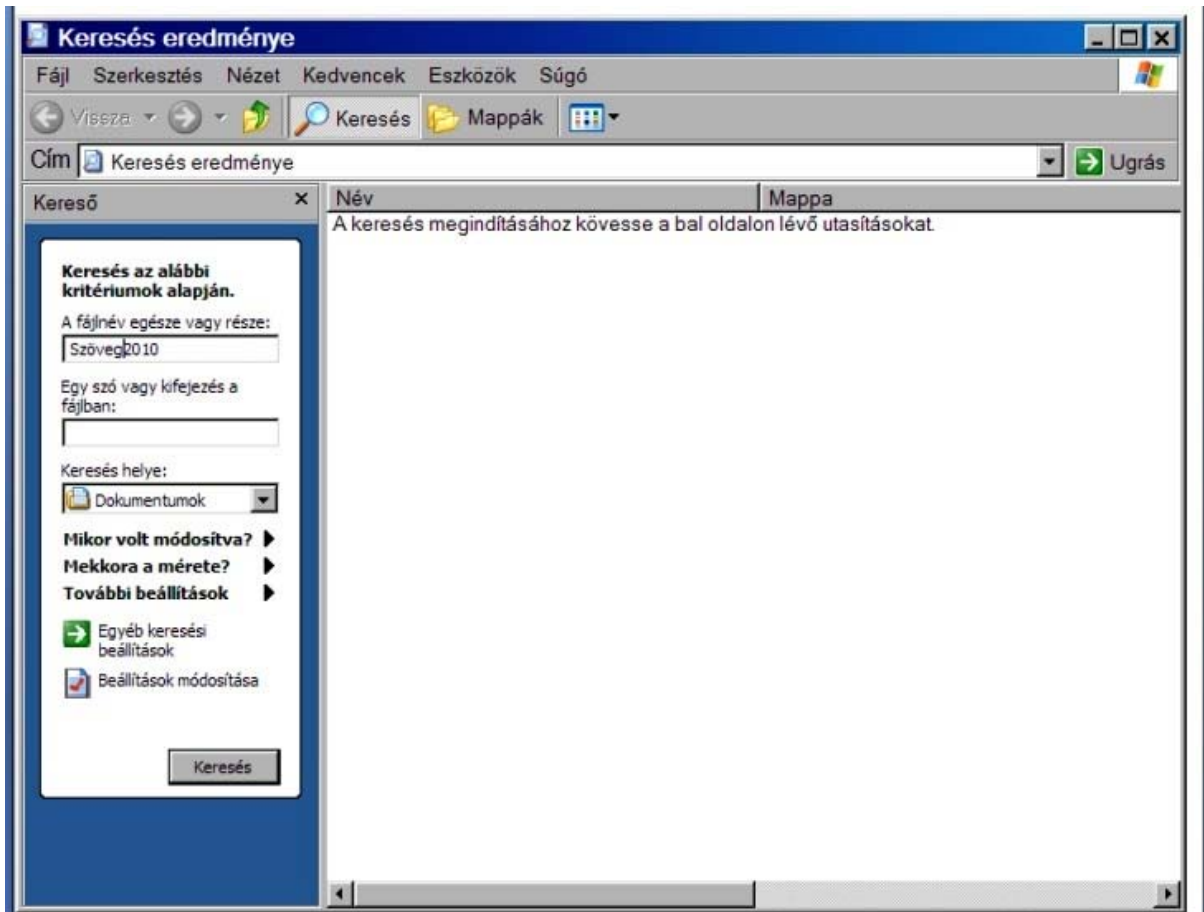 Keresés eredménye
Fájl Szerkesztés Nézet Kedvencek Eszközök Súgó
Vissza Keresés Mappák
Cím Keresés eredménye Ugrás
Kereső
Név Mappa
A keresés megindításához kövesse a bal oldalon lévő utasításokat.
Keresés az alábbi
kritériumok alapján.
A fájlnév egésze vagy része:
Szöveg2010
Egy szó vagy kifejezés a
fájlban:
Keresés helye:
Dokumentumok
Mikor volt módosítva?
Mekkora a mérete?
További beállítások
Egyéb keresési
beállítások
Beállítások módosítása
Keresés